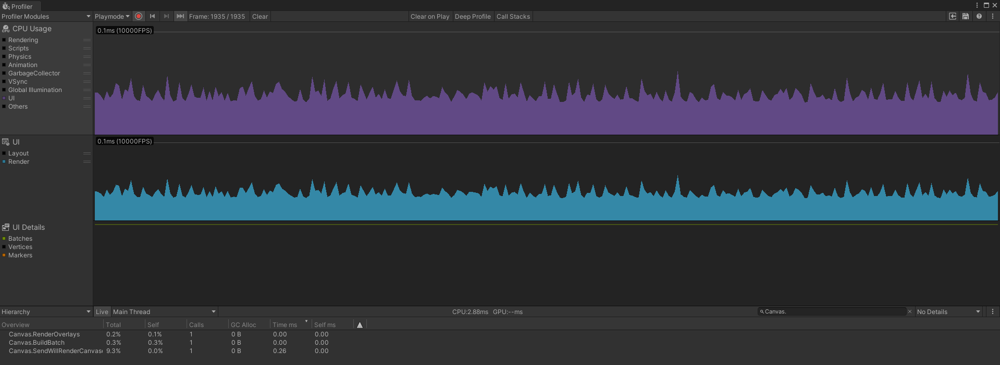 Profiler
Profiler Modules Playmode Frame: 1935 / 1935 Clear Clear on Play Deep Profile Call Stacks
CPU
CPU Usage
0.1ms (10000FPS)
Rendering
Scripts
Physics
Animation
GarbageCollector
VSync
Global Illumination
UI
Others
UI
0.1ms (10000FPS)
Layout
Render
UI Details
Batches
Vertices
Markers
Hierarchy Live Main Thread CPU:2.88ms GPU:--ms Canvas. No Details
Overview Total Self Calls GC Alloc Time ms Self ms
Canvas.RenderOverlays 0.2% 0.1% 1 0 B 0.00 0.00
Canvas.BuildBatch 0.3% 0.3% 1 0 B 0.00 0.00
Canvas.SendWillRenderCanvas 9.3% 0.0% 1 0 B 0.26 0.00